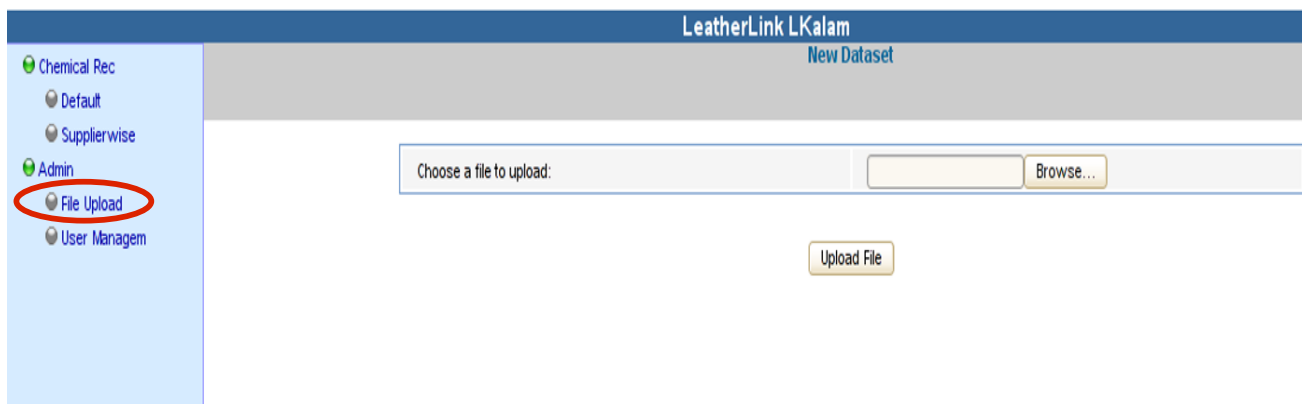 LeatherLink LKalam
New Dataset
Chemical Rec
Default
Supplierwise
Admin
File Upload
User Managem
Choose a file to upload:
Browse...
Upload File